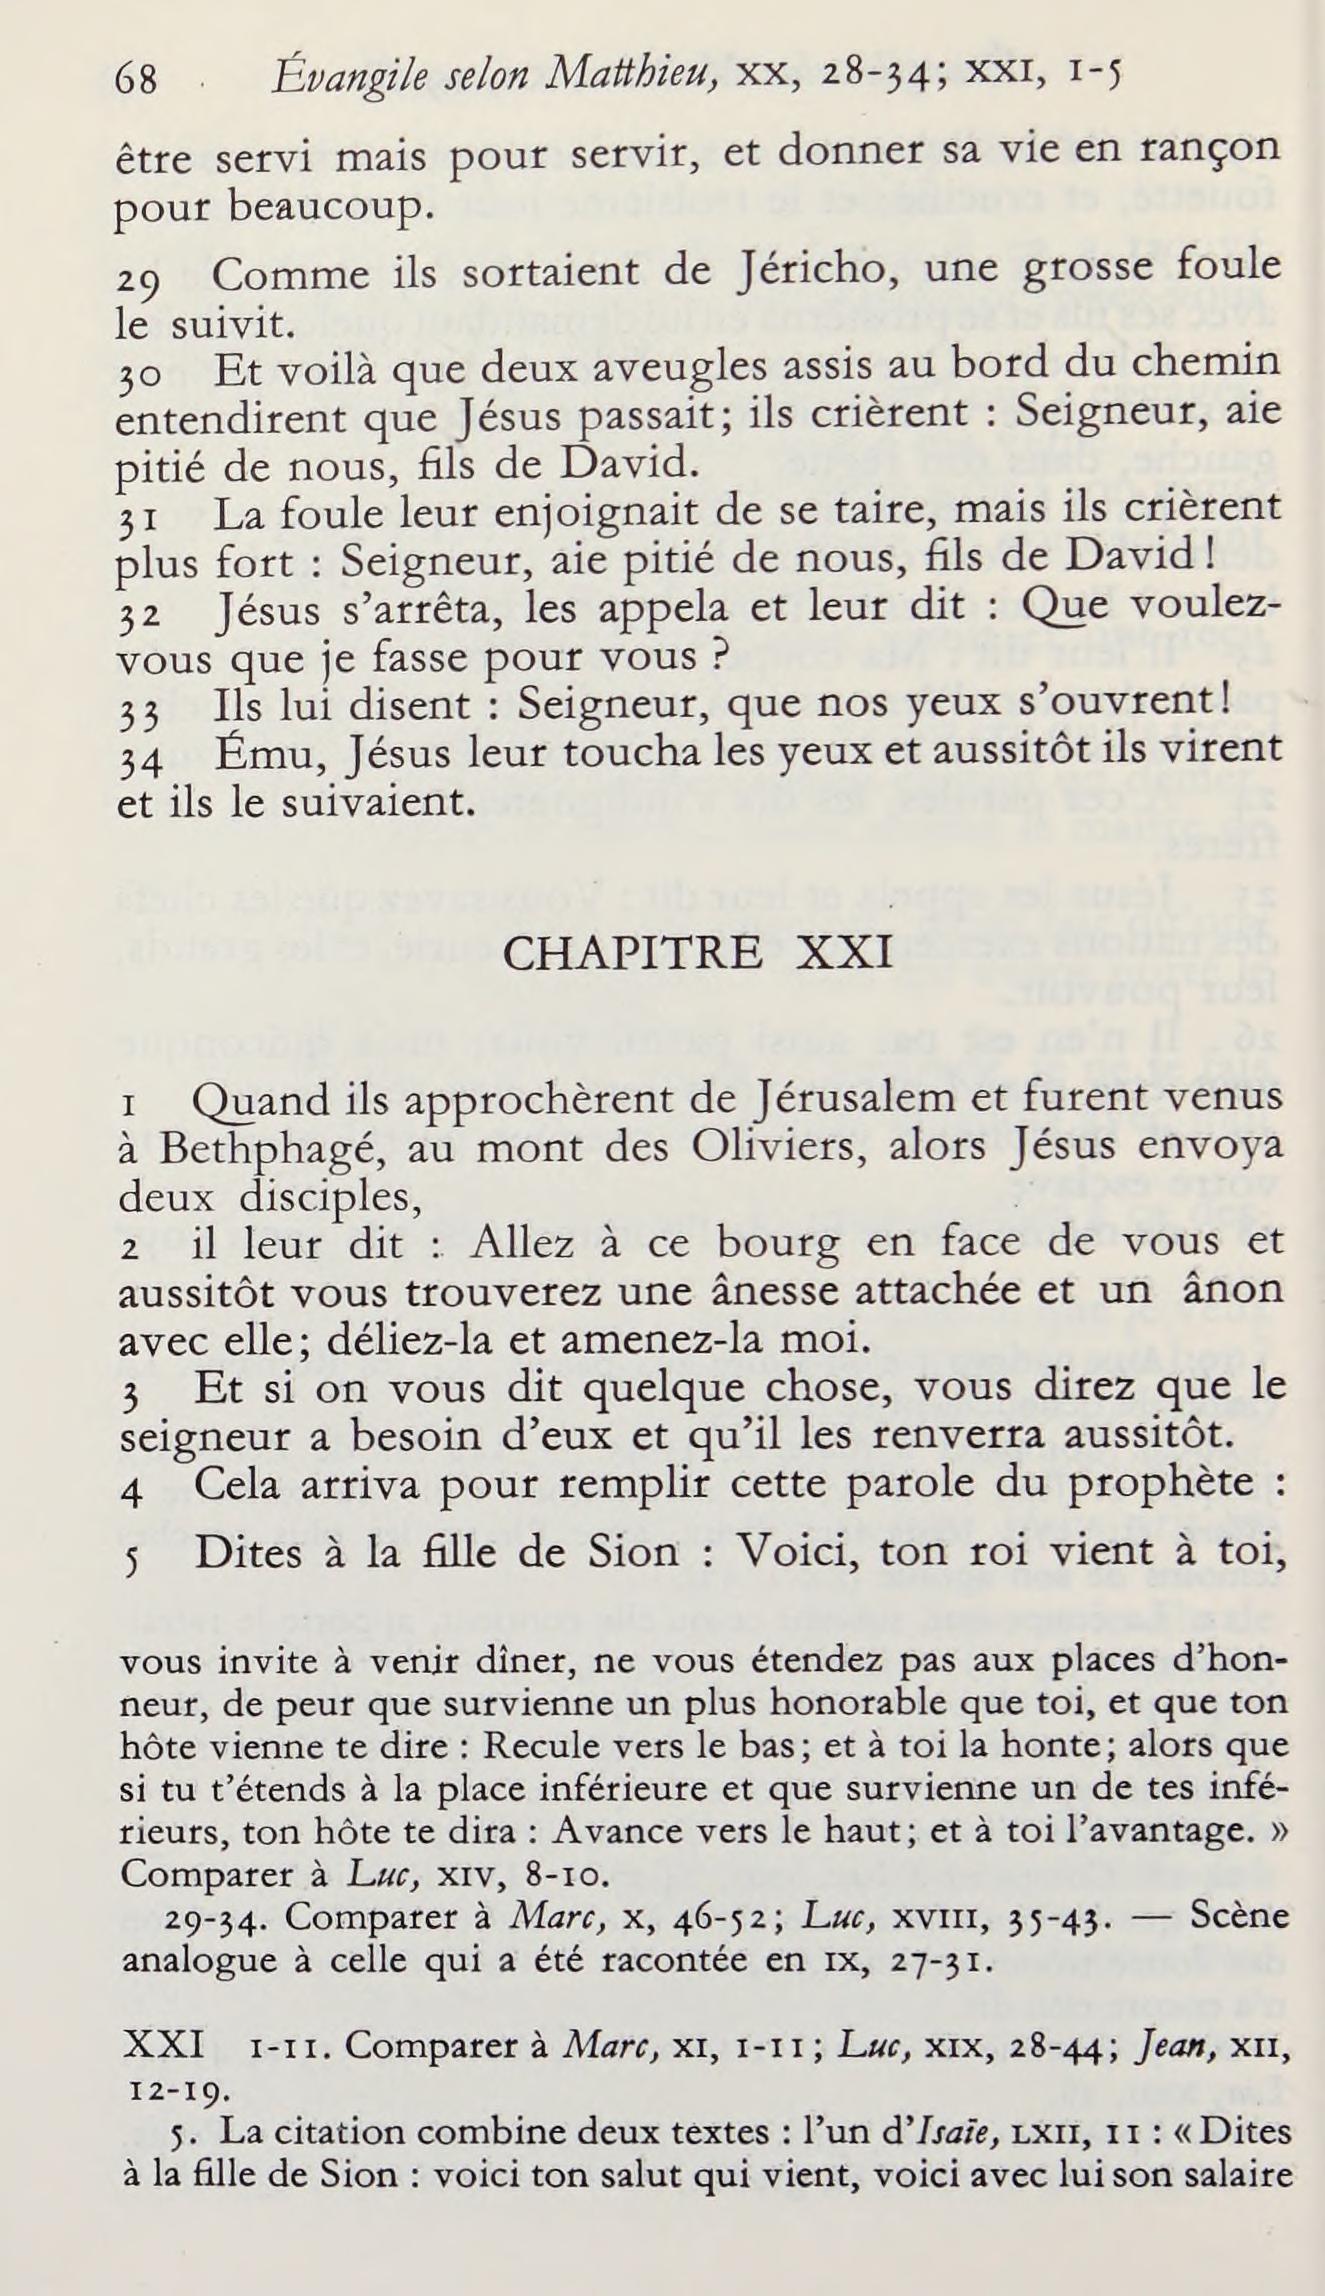 68 Évangile selon Matthieu, XX, 28-34; XXI, 1-5
être servi mais pour servir, et donner sa vie en rançon
pour beaucoup.
29 Comme ils sortaient de Jéricho, une grosse foule
le suivit.
30 Et voilà que deux aveugles assis au bord du chemin
entendirent que Jésus passait; ils crièrent : Seigneur, aie
pitié de nous, fils de David.
31 La foule leur enjoignait de se taire, mais ils crièrent
plus fort : Seigneur, aie pitié de nous, fils de David !
32 Jésus s’arrêta, les appela et leur dit : Que voulez-
vous que je fasse pour vous ?
33 Ils lui disent : Seigneur, que nos yeux s’ouvrent!
34 Ému, Jésus leur toucha les yeux et aussitôt ils virent
et ils le suivaient.
CHAPITRE XXI
1 Quand ils approchèrent de Jérusalem et furent venus
à Bethphagé, au mont des Oliviers, alors Jésus envoya
deux disciples,
2 il leur dit : Allez à ce bourg en face de vous et
aussitôt vous trouverez une ânesse attachée et un ânon
avec elle; déliez-la et amenez-la moi.
3 Et si on vous dit quelque chose, vous direz que le
seigneur a besoin d’eux et qu’il les renverra aussitôt.
4 Cela arriva pour remplir cette parole du prophète :
5 Dites à la fille de Sion : Voici, ton roi vient à toi,
vous invite à venir dîner, ne vous étendez pas aux places d’hon-
neur, de peur que survienne un plus honorable que toi, et que ton
hôte vienne te dire : Recule vers le bas; et à toi la honte; alors que
si tu t’étends à la place inférieure et que survienne un de tes infé-
rieurs, ton hôte te dira : Avance vers le haut; et à toi l’avantage. »
Comparer à Luc, XIV, 8-10.
29-34. Comparer à Marc, X, 46-52; Luc, XVIII, 35-43. — Scène
analogue à celle qui a été racontée en IX, 27-31.
XXI 1-11. Comparer à Marc, XI, 1-11; Luc, XIX, 28-44; Jean, XII,
12-19.
5. La citation combine deux textes : l’un d’Isaïe, LXII, 11 : « Dites
à la fille de Sion : voici ton salut qui vient, voici avec lui son salaire